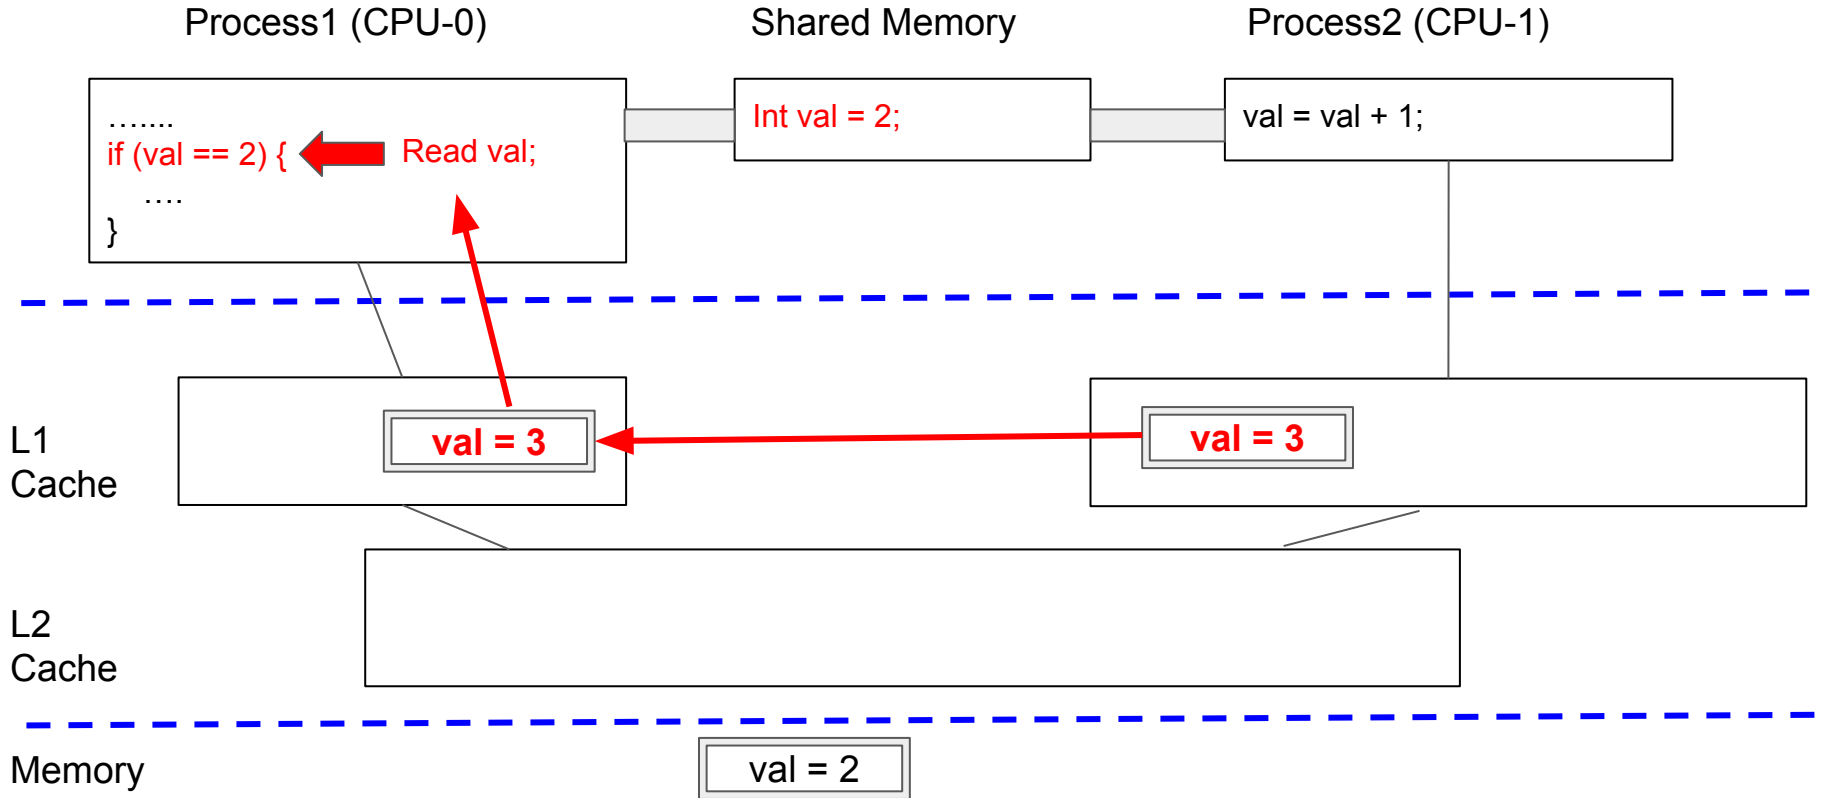 Process1 (CPU-0)
Shared Memory
Process2 (CPU-1)
…....
if (val == 2) {
Read val;
….
}
Int val = 2;
val = val + 1;
L1
Cache
val = 3
val = 3
L2
Cache
Memory
val = 2